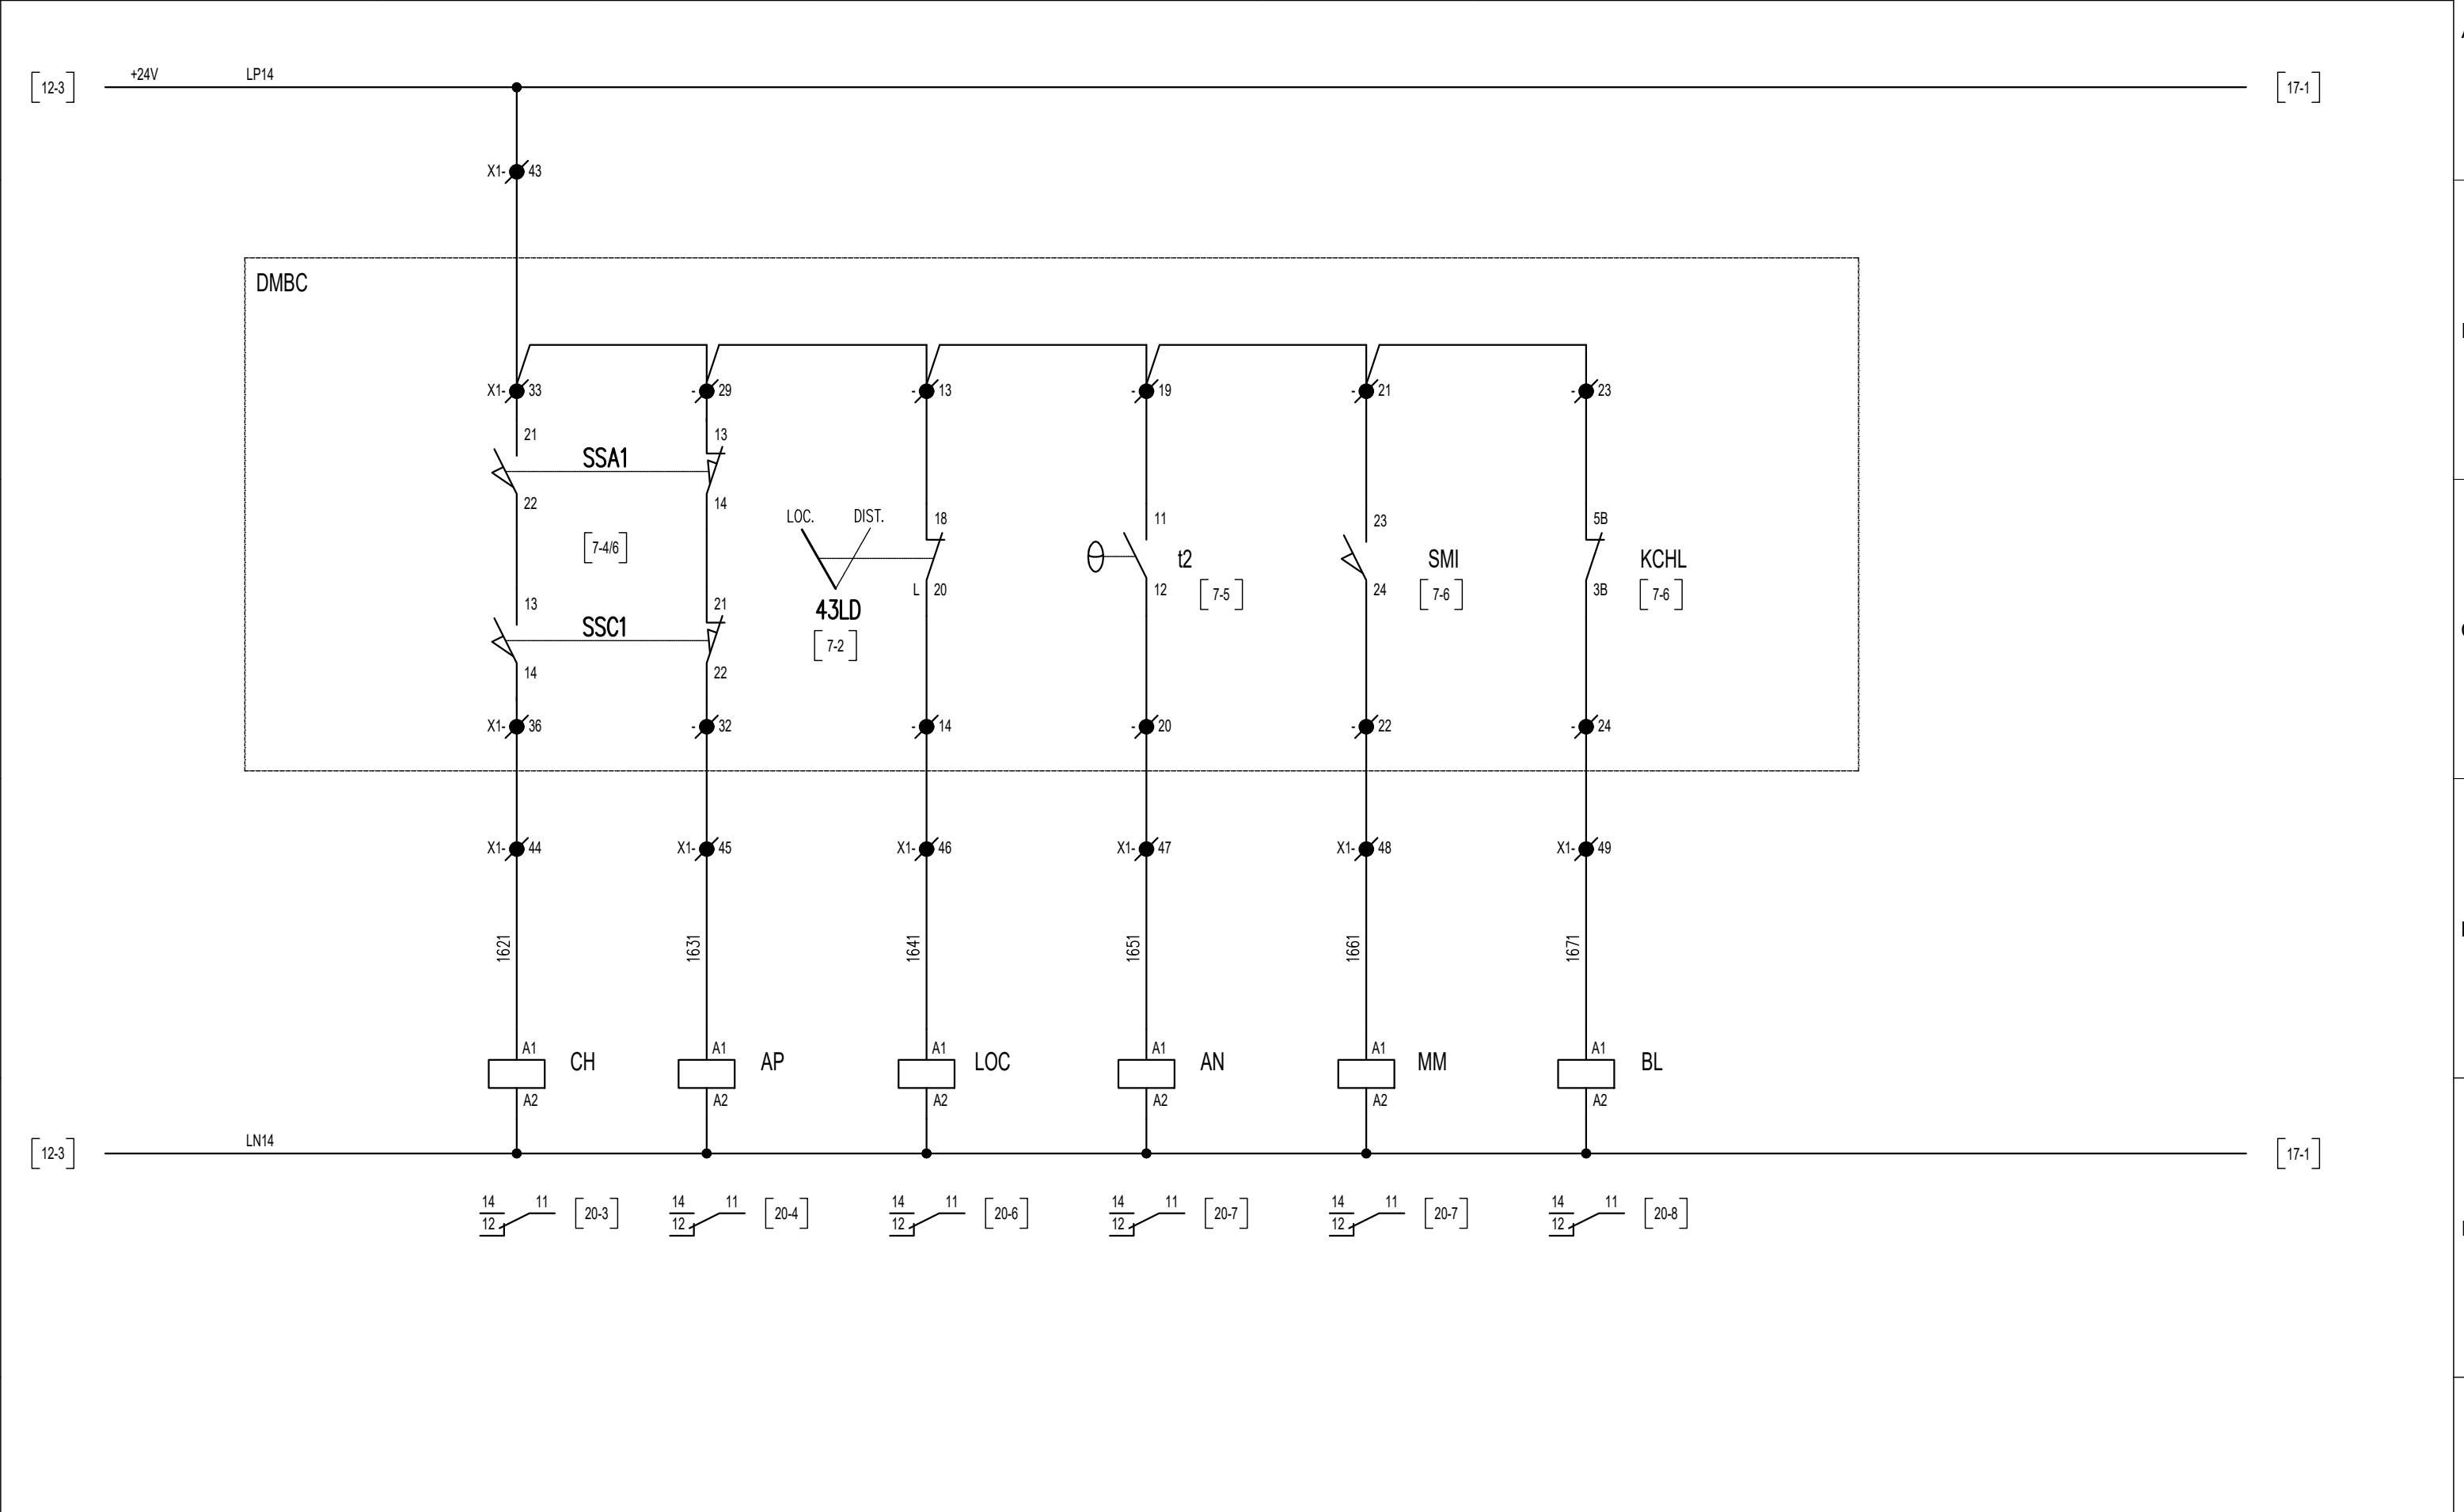 +24V LP14
12-3 17-1
X1- 43
DMBC
X1- 33 - 29 - 13 - 19 - 21 - 23
21 13
SSA1
22 14
LOC. DIST. 18 11 23 5B
7-4/6 t2 SMI KCHL
L 20 12 24 3B
43LD 7-5 7-6 7-6
13 21
SSC1 7-2
14 22
X1- 36 - 32 - 14 - 20 - 22 - 24
X1- 44 X1- 45 X1- 46 X1- 47 X1- 48 X1- 49
1621 1631 1641 1651 1661 1671
A1 A1 A1 A1 A1 A1
CH AP LOC AN MM BL
A2 A2 A2 A2 A2 A2
LN14
12-3 17-1
14 11 14 11 14 11 14 11 14 11 14 11
20-3 20-4 20-6 20-7 20-7 20-8
12 12 12 12 12 12